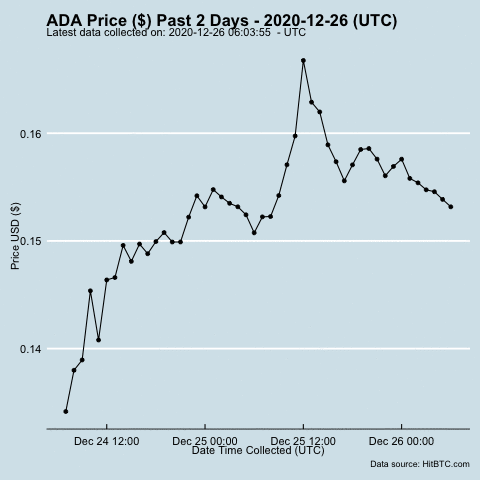 ADA Price ($) Past 2 Days - 2020-12-26 (UTC)
Latest data collected on: 2020-12-26 06:03:55  - UTC
0.16
0.15
0.14
Price USD ($)
Dec 24 12:00 Dec 25 00:00 Dec 25 12:00 Dec 26 00:00
Date Time Collected (UTC)
Data source: HitBTC.com